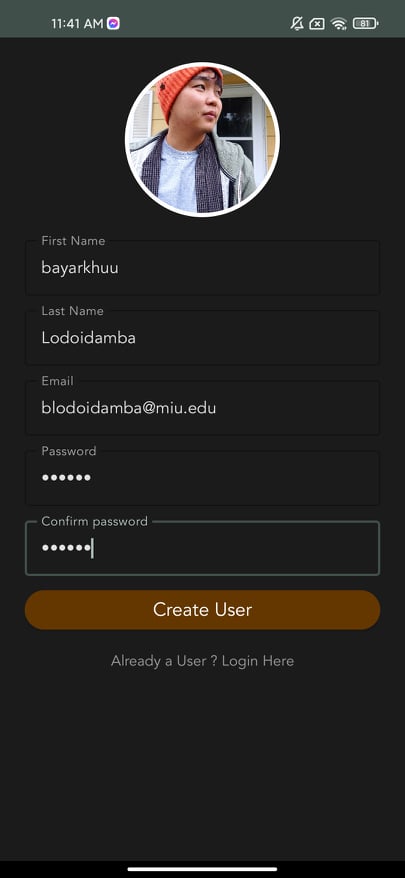 11:41 AM
81
First Name
bayarkhuu
Last Name
Lodoidamba
Email
blodoidamba@miu.edu
Password
••••••
Confirm password
••••••
Create User
Already a User ? Login Here